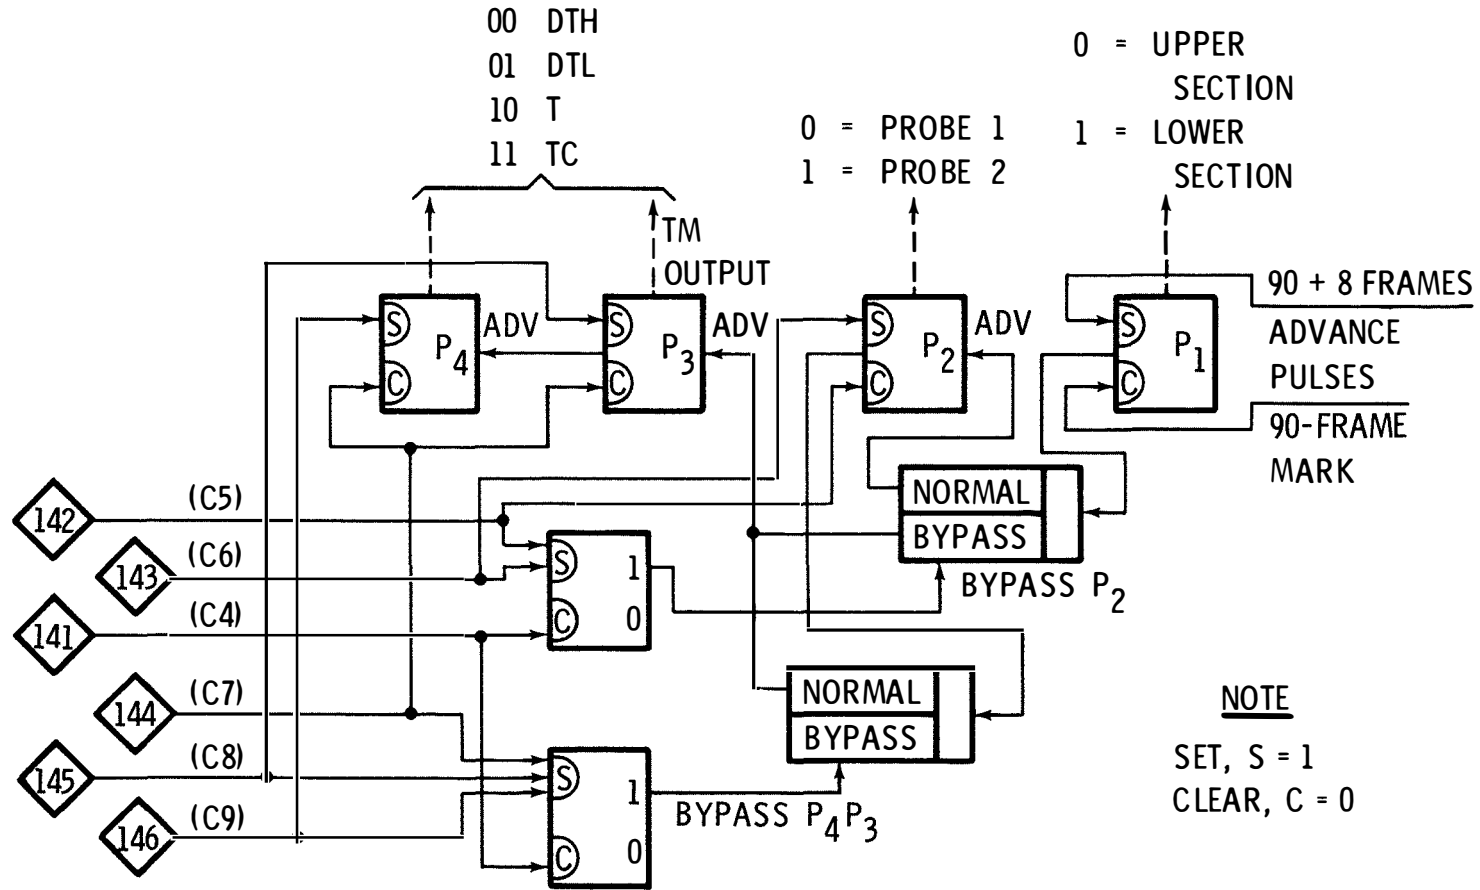 00 DTH
01 DTL
10 T
11 TC
0 = PROBE 1
1 = PROBE 2
0 = UPPER
SECTION
1 = LOWER
SECTION
TM
OUTPUT
S
C
P4
ADV
S
C
P3
ADV
S
C
P2
ADV
S
C
P1
90 + 8 FRAMES
ADVANCE
PULSES
90-FRAME
MARK
NORMAL
BYPASS
BYPASS P2
142
(C5)
143
(C6)
141
(C4)
S
C
1
0
144
(C7)
145
(C8)
146
(C9)
S
C
1
0
NORMAL
BYPASS
BYPASS P4P3
NOTE
SET, S = 1
CLEAR, C = 0